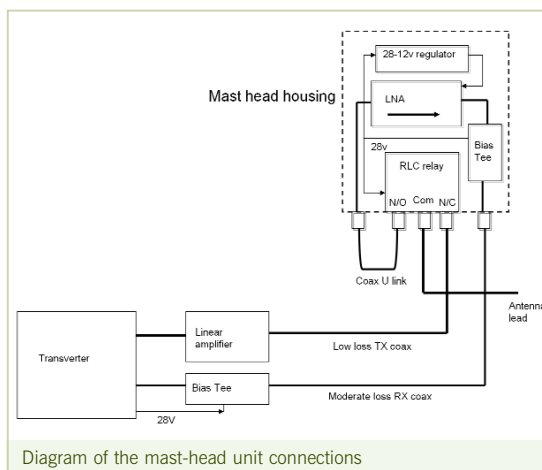 28-12v regulator
Mast head housing
LNA
28v
Bias
Tee
RLC relay
N/O Com N/C
Coax U link
Antenna
lead
Linear
amplifier
Low loss TX coax
Transverter
Bias Tee
Moderate loss RX coax
28V
Diagram of the mast-head unit connections